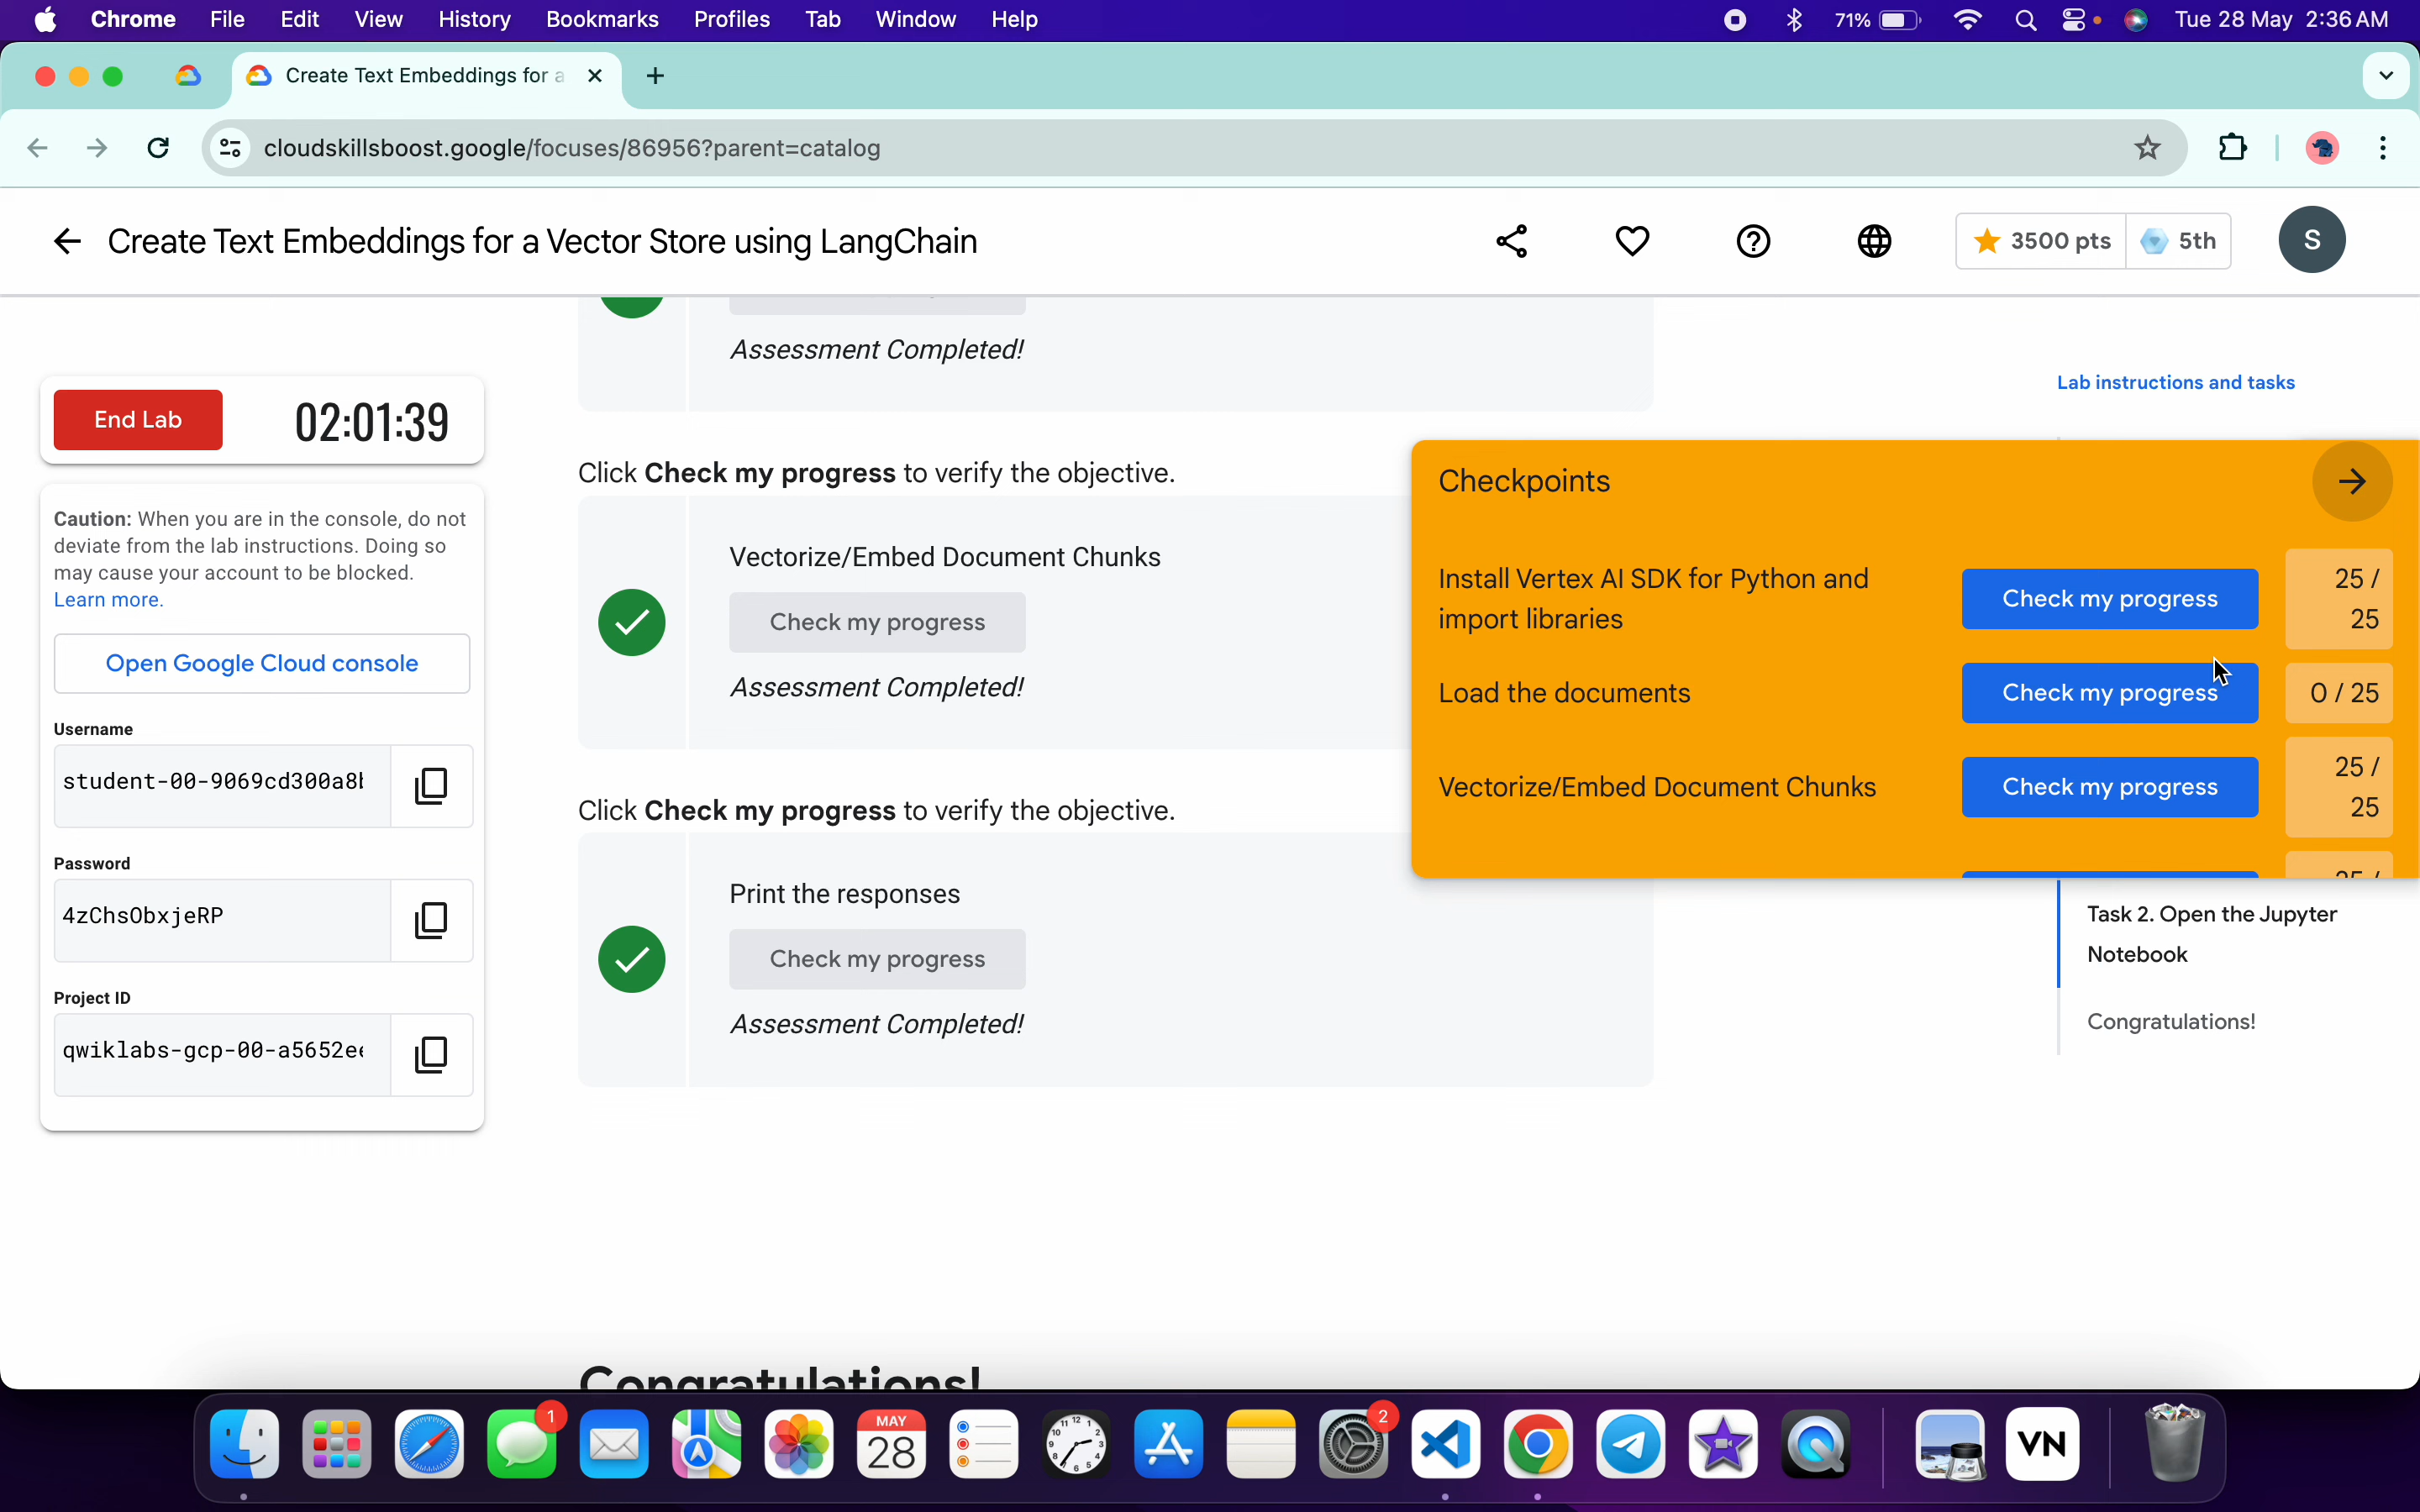 Chrome File Edit View History Bookmarks Profiles Tab Window Help
71% Tue 28 May 2:36 AM
Create Text Embeddings for a
cloudskillsboost.google/focuses/86956?parent=catalog
Create Text Embeddings for a Vector Store using LangChain
3500 pts 5th
S
End Lab 02:01:39
Caution: When you are in the console, do not
deviate from the lab instructions. Doing so
may cause your account to be blocked.
Learn more.
Open Google Cloud console
Username
student-00-9069cd300a8
Password
4zChsObxjeRP
Project ID
qwiklabs-gcp-00-a5652e
Assessment Completed!
Click Check my progress to verify the objective.
Vectorize/Embed Document Chunks
Check my progress
Assessment Completed!
Click Check my progress to verify the objective.
Print the responses
Check my progress
Assessment Completed!
Congratulations!
Lab instructions and tasks
Checkpoints
Install Vertex AI SDK for Python and
import libraries
Check my progress
25 /
25
Load the documents
Check my progress
0 / 25
Vectorize/Embed Document Chunks
Check my progress
25 /
25
25 /
Task 2. Open the Jupyter
Notebook
Congratulations!
1
MAY
28
2
VN